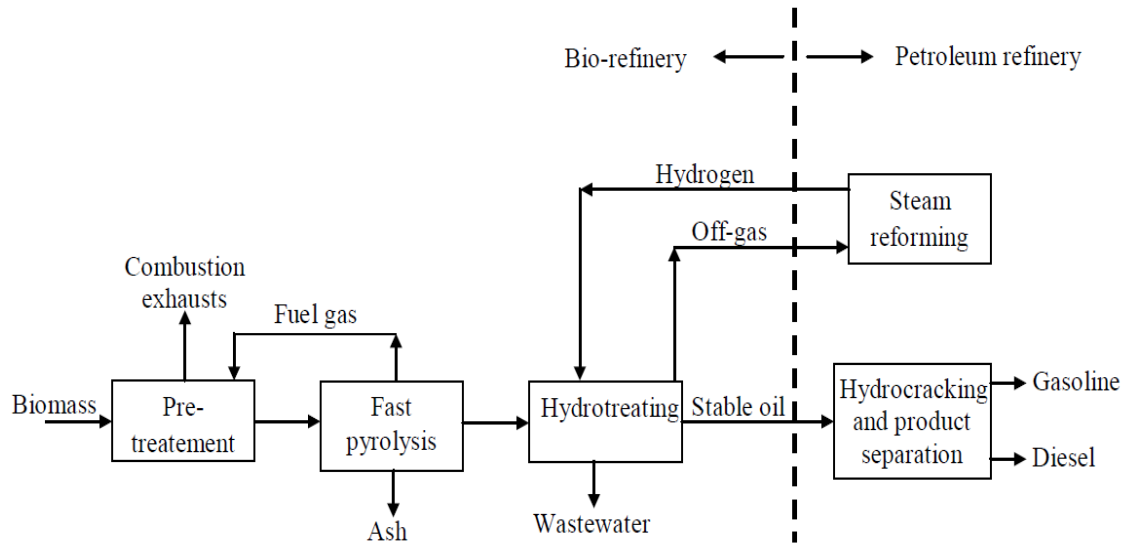 Bio-refinery
Petroleum refinery
Hydrogen
Steam
reforming
Off-gas
Combustion
exhausts
Fuel gas
Biomass
Pre-
treatement
Fast
pyrolysis
Hydrotreating
Stable oil
Hydrocracking
and product
separation
Gasoline
Diesel
Ash
Wastewater